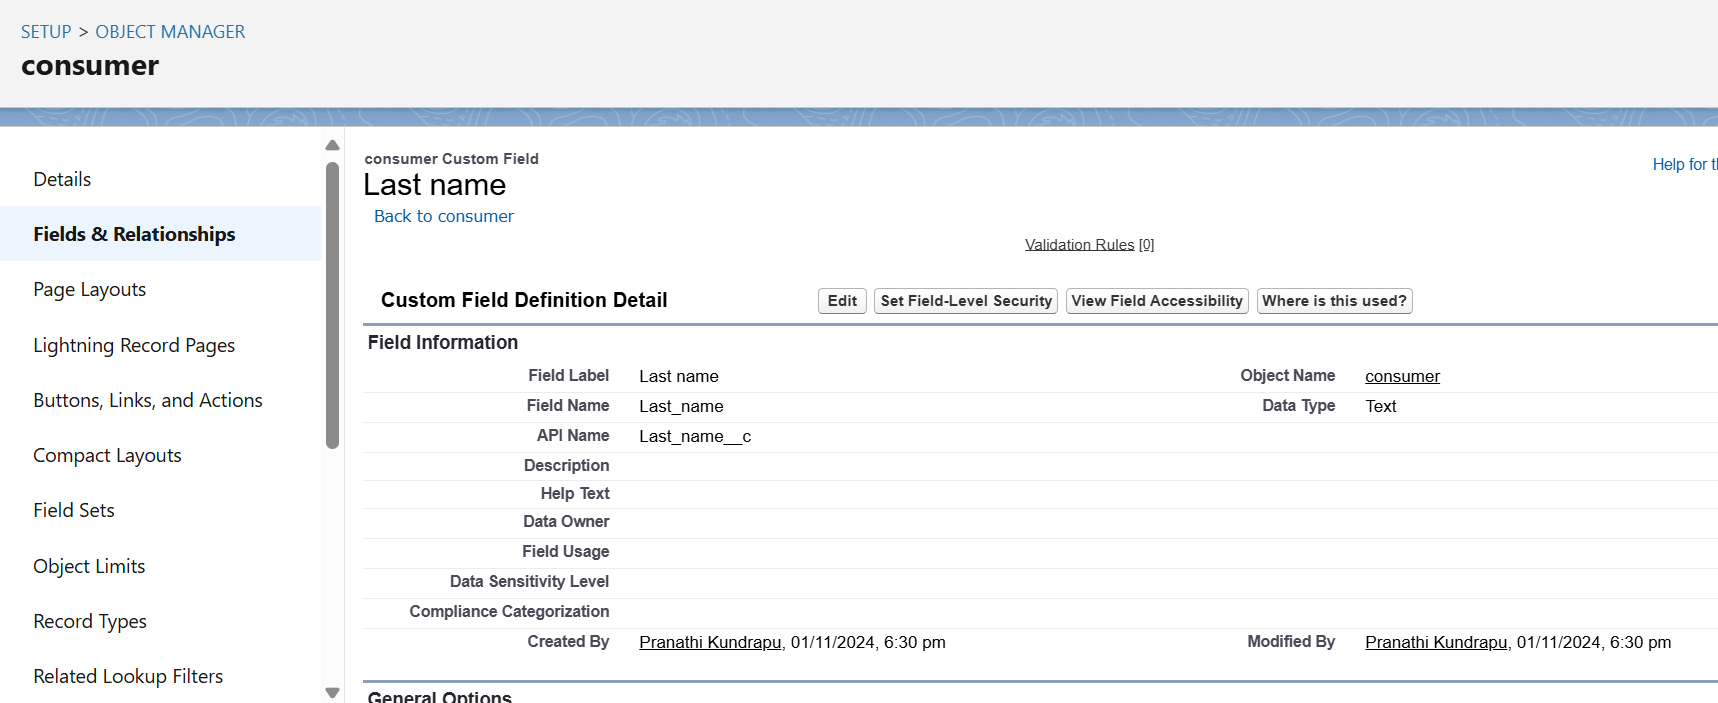 SETUP > OBJECT MANAGER
consumer
Details
Fields & Relationships
Page Layouts
Lightning Record Pages
Buttons, Links, and Actions
Compact Layouts
Field Sets
Object Limits
Record Types
Related Lookup Filters
consumer Custom Field
Last name
Back to consumer
Help for
Validation Rules [0]
Custom Field Definition Detail Edit Set Field-Level Security View Field Accessibility Where is this used?
Field Information
Field Label Last name Object Name consumer
Field Name Last_name Data Type Text
API Name Last_name__c
Description
Help Text
Data Owner
Field Usage
Data Sensitivity Level
Compliance Categorization
Created By Pranathi Kundrapu, 01/11/2024, 6:30 pm Modified By Pranathi Kundrapu, 01/11/2024, 6:30 pm
General Options